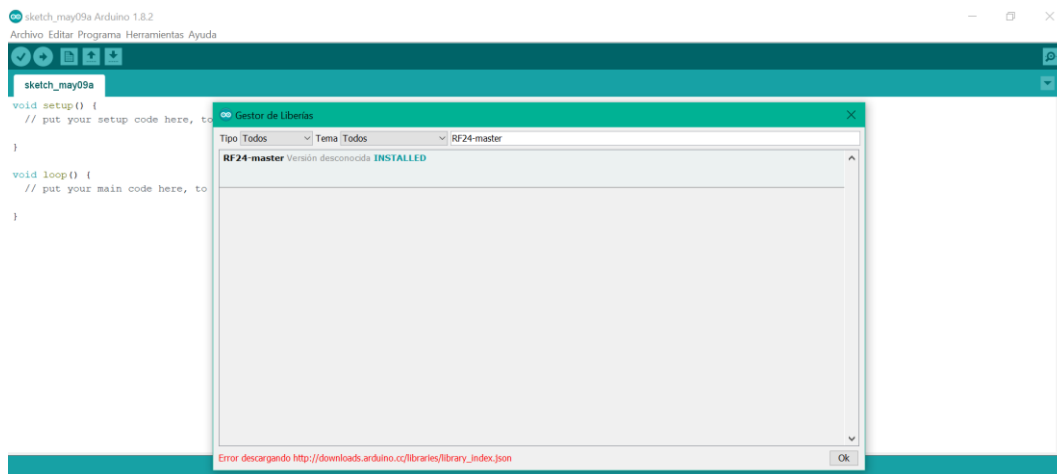 sketch_may09a Arduino 1.8.2
Archivo Editar Programa Herramientas Ayuda
sketch_may09a
void setup() {
// put your setup code here, to
}
void loop() {
// put your main code here, to
}
Gestor de Liberías
Tipo Todos Tema Todos RF24-master
RF24-master Versión desconocida INSTALLED
Error descargando http://downloads.arduino.cc/libraries/library_index.json
Ok